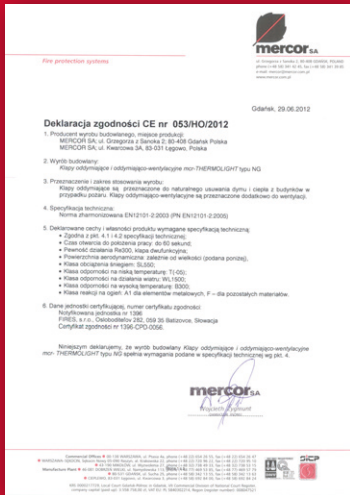 mercor SA
Fire protection systems
Gdańsk, 29.06.2012
Deklaracja zgodności CE nr 053/HO/2012
1. Producent wyrobu budowlanego, miejsce produkcji:
MERCOR SA; ul. Grzegorza z Sanoka 2; 80-408 Gdańsk Polska
MERCOR SA; ul. Kwarcowa 3A, 83-031 Łęgowo, Polska
2. Wyrób budowlany:
Klapy oddymiające i oddymiająco-wentylacyjne mcr-THERMOLIGHT typu NG
3. Przeznaczenie i zakres stosowania wyrobu:
Klapy oddymiające są przeznaczone do naturalnego usuwania dymu i ciepła z budynków w
przypadku pożaru. Klapy oddymiająco-wentylacyjne są przeznaczone dodatkowo do wentylacji.
4. Specyfikacja techniczna:
Norma zharmonizowana EN12101-2:2003 (PN EN12101-2:2005)
5. Deklarowane cechy i własności produktu wymagane specyfikacją techniczną:
• Zgodna z pkt. 4.1 i 4.2 specyfikacji technicznej;
• Czas otwarcia do położenia pracy: do 60 sekund.
• Pewność działania Re300, klapa dwufunkcyjna;
• Powierzchnia aerodynamiczna: zależnie od wielkości (podana poniżej),
• Klasa obciążenia śniegiem: SL550;
• Klasa odporności na niską temperaturę: T(-05);
• Klasa odporności na działania wiatru: WL1500;
• Klasa odporności na wysoką temperaturę: B300;
• Klasa reakcji na ogień: A1 dla elementów metalowych, F – dla pozostałych materiałów.
6. Dane jednostki certyfikującej, numer certyfikatu zgodności:
Notyfikowana jednostka nr 1396
FIRES, s.r.o., Osloboditeľov 282, 059 35 Batizovce, Słowacja
Certyfikat zgodności nr 1396-CPD-0056.
Niniejszym deklarujemy, że wyrób budowlany Klapy oddymiające i oddymiająco-wentylacyjne
mcr- THERMOLIGHT typu NG spełnia wymagania podane w specyfikacji technicznej wg pkt. 4.
mercor SA